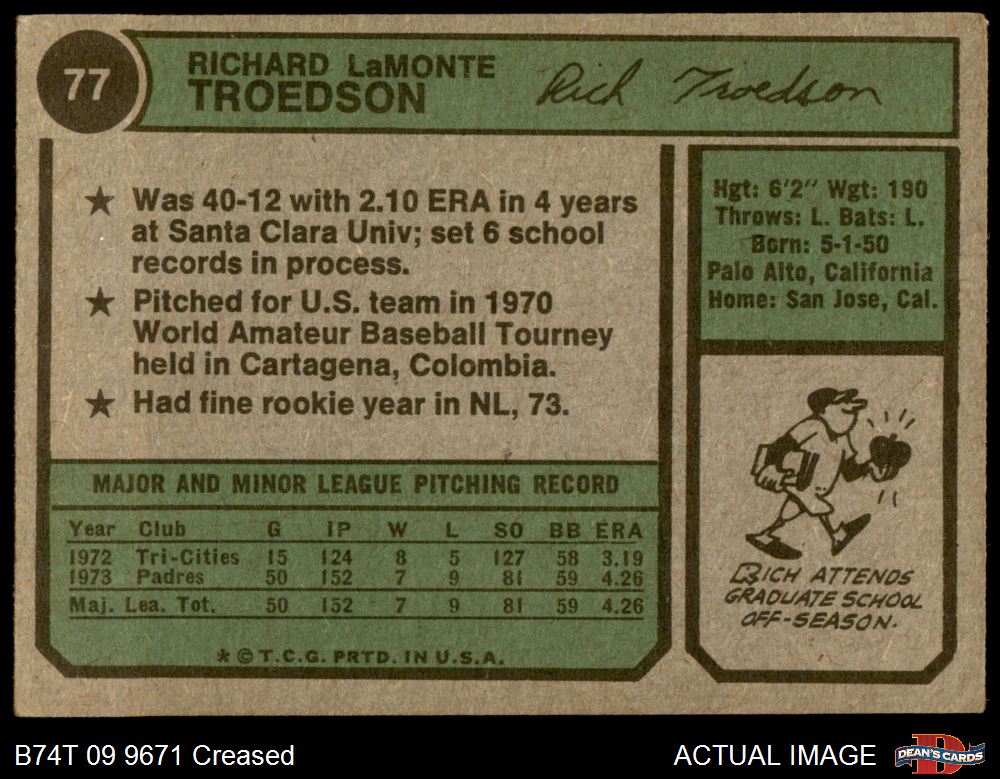 77
RICHARD LaMONTE
TROEDSON
Rich Troedson
★ Was 40-12 with 2.10 ERA in 4 years
at Santa Clara Univ; set 6 school
records in process.
★ Pitched for U.S. team in 1970
World Amateur Baseball Tourney
held in Cartagena, Colombia.
★ Had fine rookie year in NL, 73.
MAJOR AND MINOR LEAGUE PITCHING RECORD
Year Club G IP W L SO BB ERA
1972 Tri-Cities 15 124 8 5 127 58 3.19
1973 Padres 50 152 7 9 81 59 4.26
Maj. Lea. Tot. 50 152 7 9 81 59 4.26
* © T.C.G. PRTD. IN U.S.A.
Hgt: 6'2" Wgt: 190
Throws: L. Bats: L.
Born: 5-1-50
Palo Alto, California
Home: San Jose, Cal.
RICH ATTENDS
GRADUATE SCHOOL
OFF-SEASON.
B74T 09 9671 Creased
ACTUAL IMAGE
DEAN'S CARDS